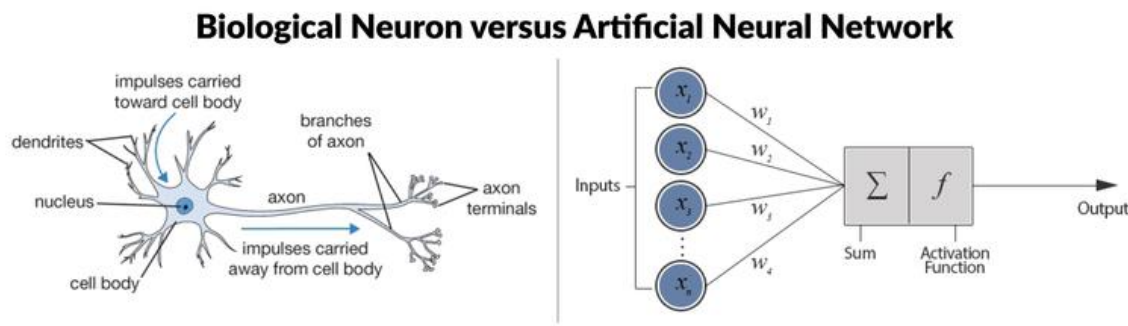 Biological Neuron versus Artificial Neural Network
impulses carried
toward cell body
dendrites
nucleus
cell body
axon
impulses carried
away from cell body
branches
of axon
axon
terminals
Inputs
x₁
x₂
x₃
xₙ
w₁
w₂
w₃
w₄
Σ
f
Sum
Activation
Function
Output